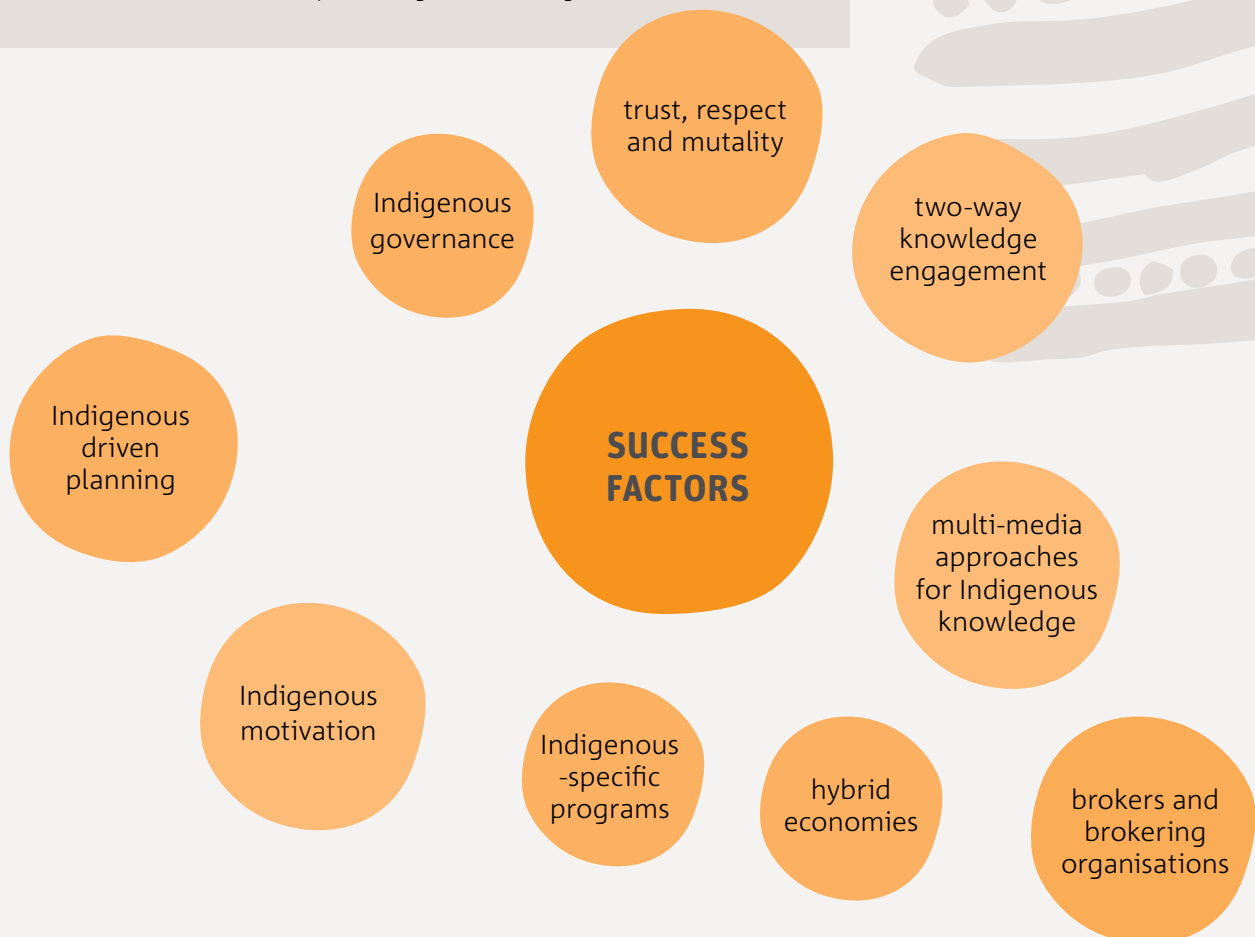 trust, respect
and mutality
Indigenous
governance
two-way
knowledge
engagement
Indigenous
driven
planning
SUCCESS
FACTORS
multi-media
approaches
for Indigenous
knowledge
Indigenous
motivation
Indigenous
-specific
programs
hybrid
economies
brokers and
brokering
organisations